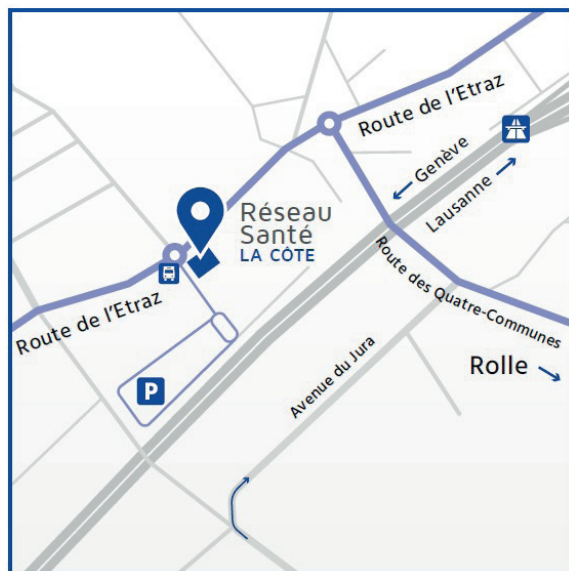 Route de l'Etraz
Genève
Lausanne
Réseau
Santé
LA CÔTE
Route des Quatre-Communes
Route de l'Etraz
Rolle
Avenue du Jura
P